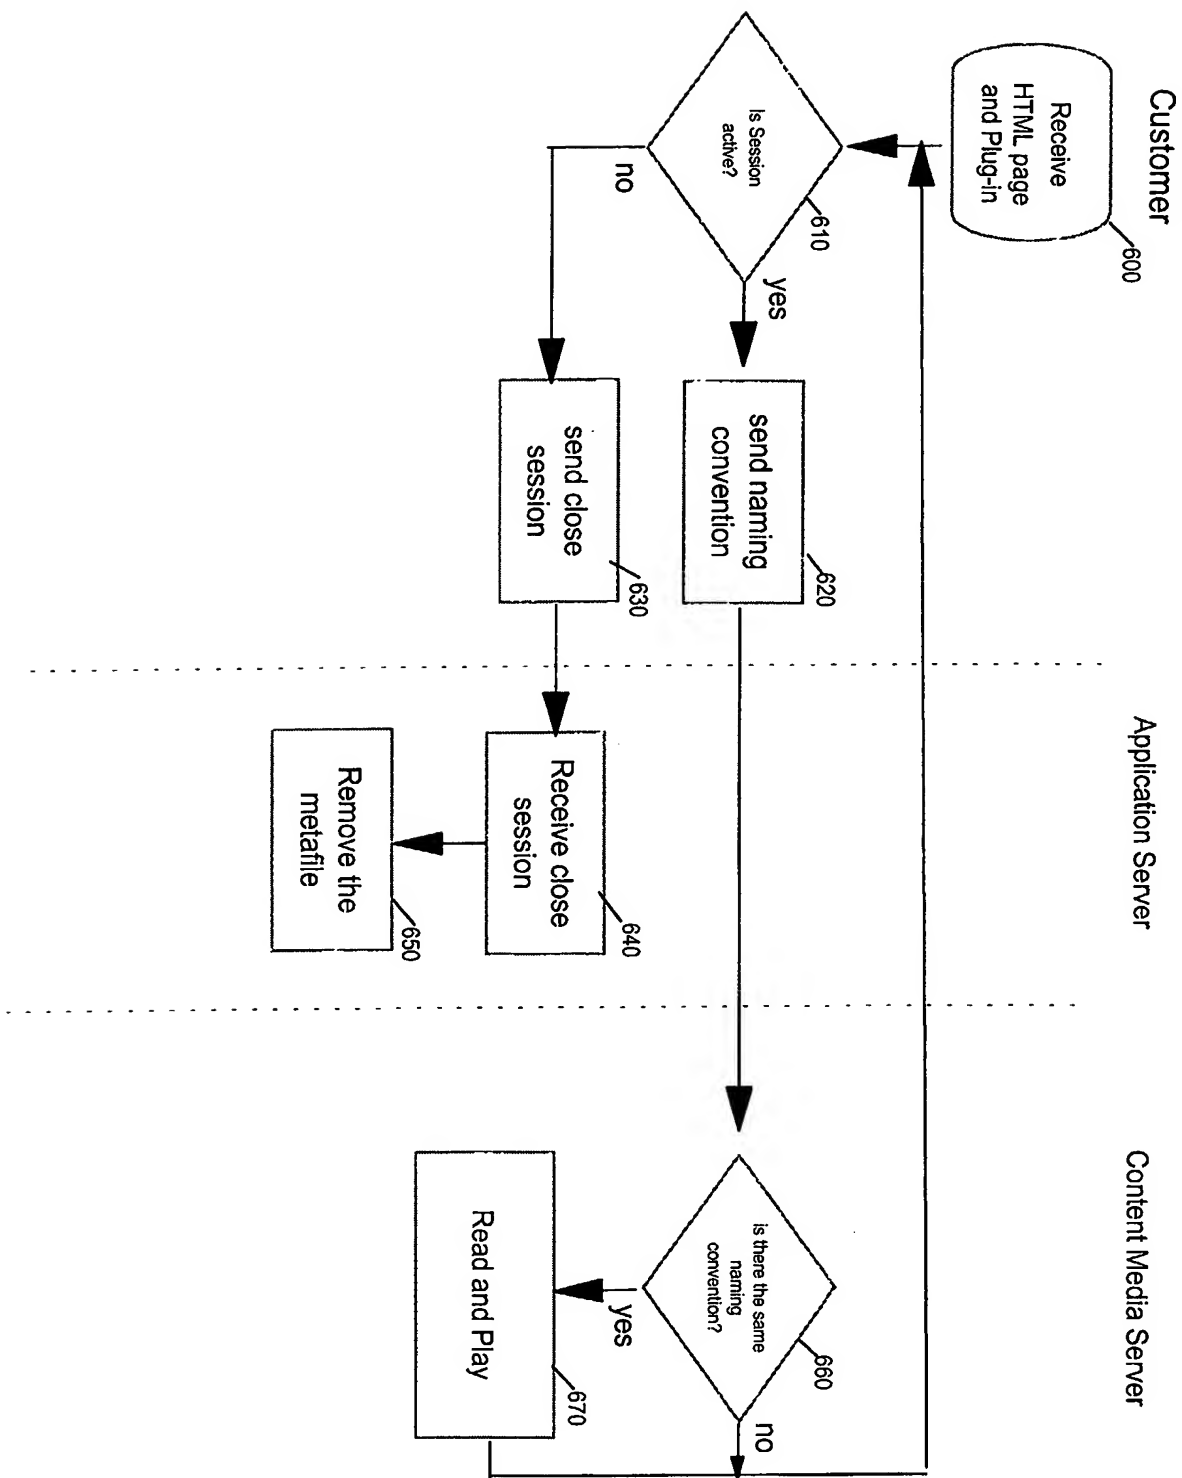 Customer
Application Server
Content Media Server
Receive
HTML page
and Plug-in
600
Is Session
active?
610
yes
no
send naming
convention
620
send close
session
630
Receive close
session
640
Remove the
metafile
650
is there the same
naming
convention?
660
no
yes
Read and Play
670